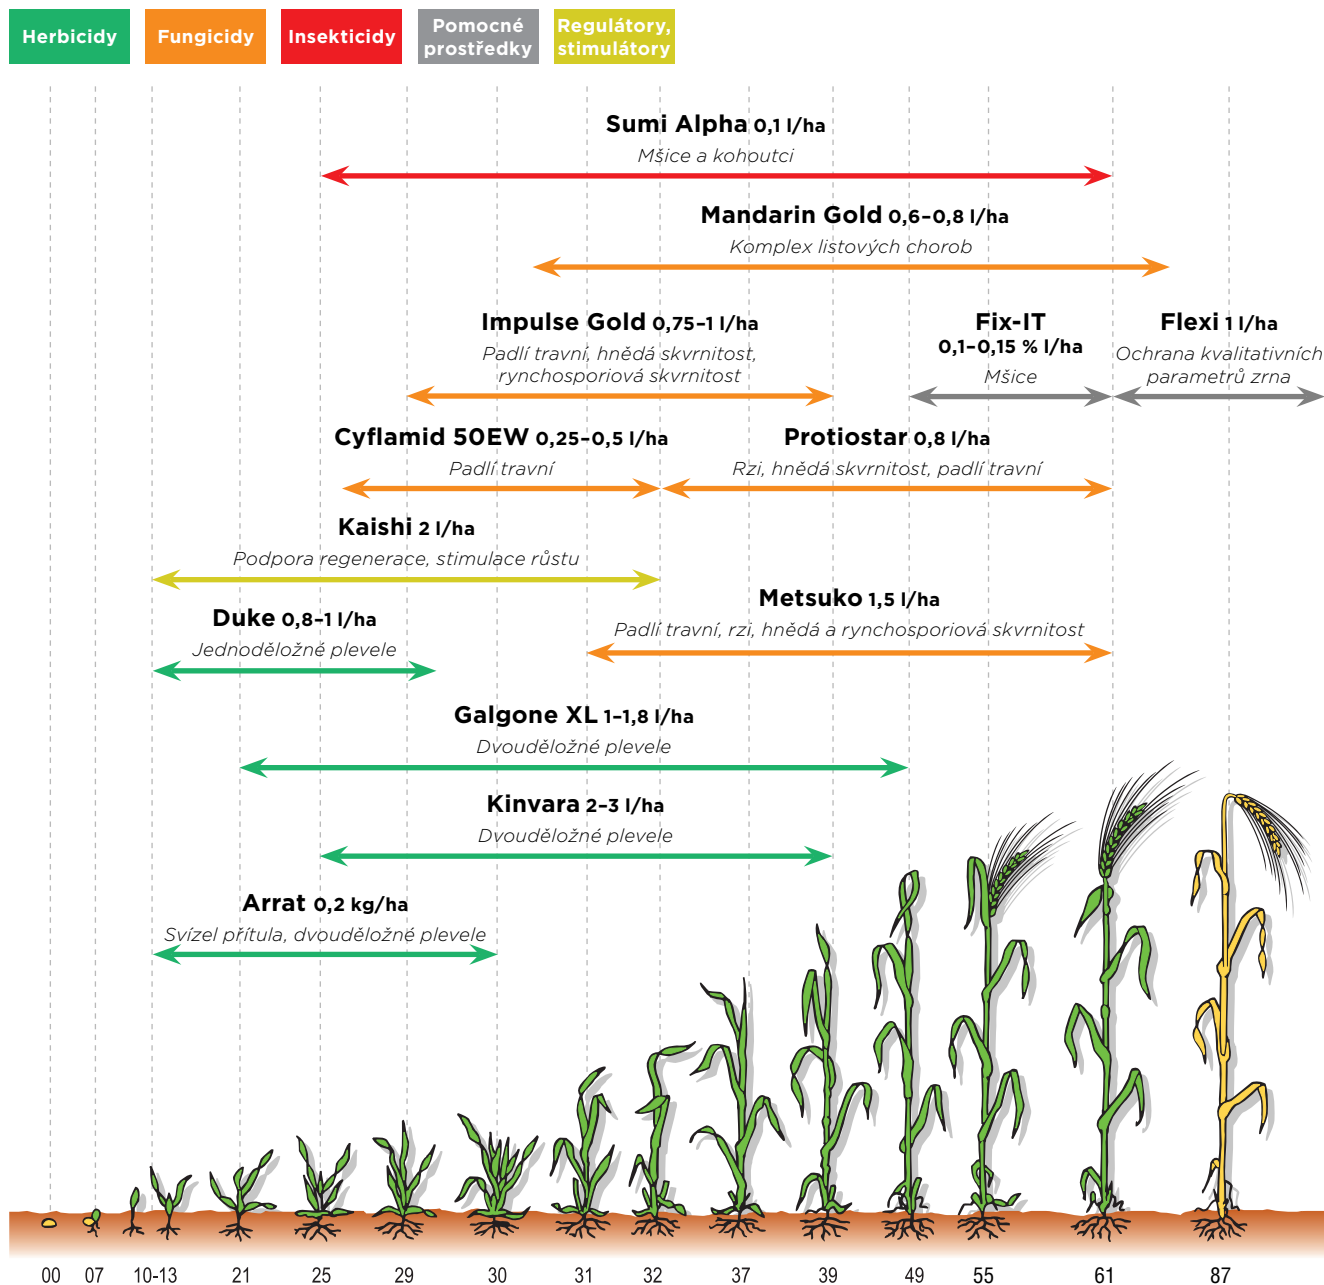 Herbicidy
Fungicidy
Insekticidy
Pomocné
prostředky
Regulátory,
stimulátory
Sumi Alpha 0,1 l/ha
Mšice a kohoutci
Mandarin Gold 0,6–0,8 l/ha
Komplex listových chorob
Impulse Gold 0,75–1 l/ha
Padlí travní, hnědá skvrnitost,
rynchosporiová skvrnitost
Fix-IT
0,1–0,15 % l/ha
Mšice
Flexi 1 l/ha
Ochrana kvalitativních
parametrů zrna
Cyflamid 50EW 0,25–0,5 l/ha
Padlí travní
Protiostar 0,8 l/ha
Rzi, hnědá skvrnitost, padlí travní
Kaishi 2 l/ha
Podpora regenerace, stimulace růstu
Metsuko 1,5 l/ha
Padlí travní, rzi, hnědá a rynchosporiová skvrnitost
Duke 0,8–1 l/ha
Jednoděložné plevele
Galgone XL 1–1,8 l/ha
Dvouděložné plevele
Kinvara 2–3 l/ha
Dvouděložné plevele
Arrat 0,2 kg/ha
Svízel přítula, dvouděložné plevele
00 07 10-13 21 25 29 30 31 32 37 39 49 55 61 87